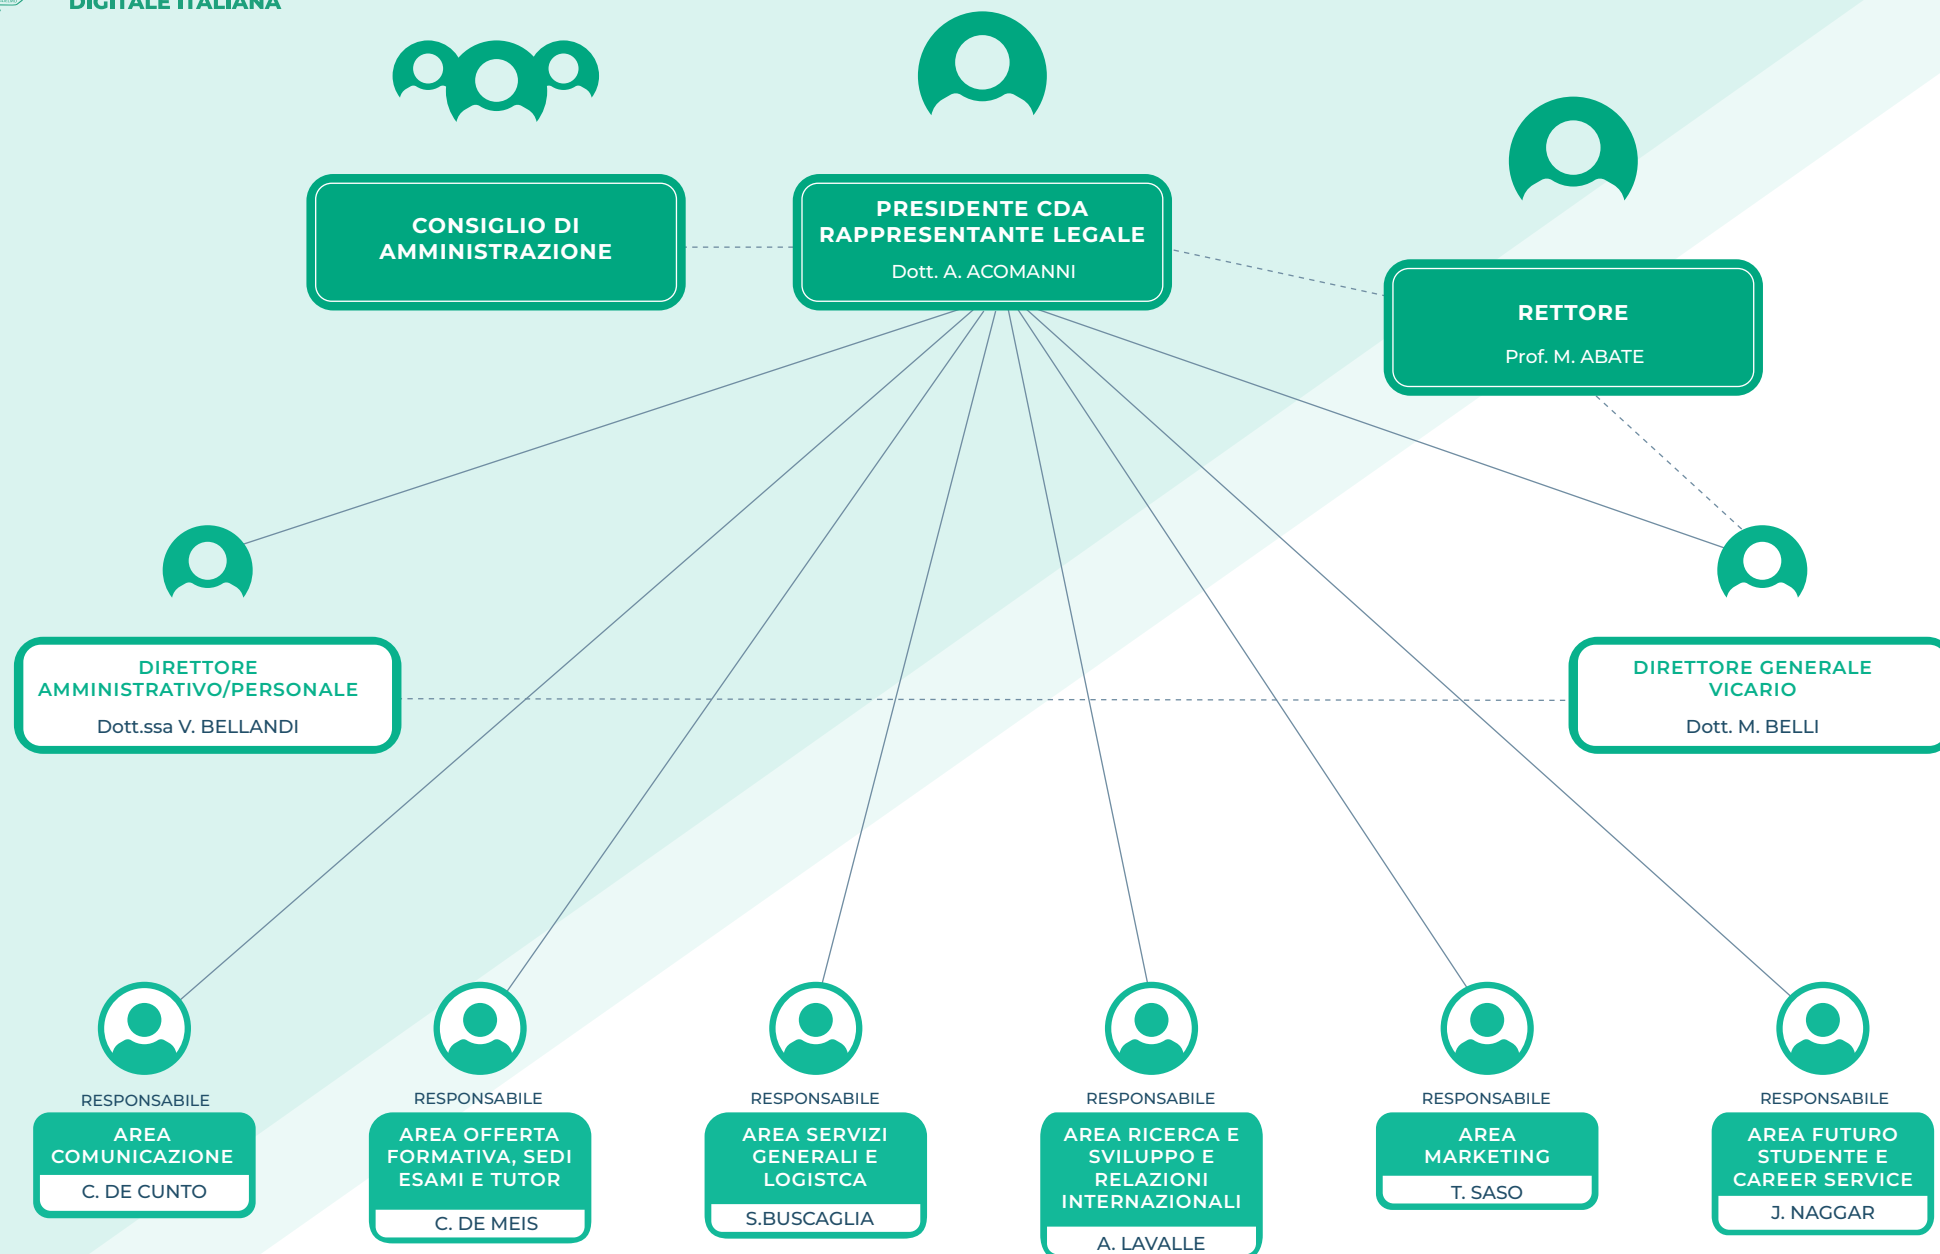 DIGITALE ITALIANA
CONSIGLIO DI
AMMINISTRAZIONE
PRESIDENTE CDA
RAPPRESENTANTE LEGALE
Dott. A. ACOMANNI
RETTORE
Prof. M. ABATE
DIRETTORE
AMMINISTRATIVO/PERSONALE
Dott.ssa V. BELLANDI
DIRETTORE GENERALE
VICARIO
Dott. M. BELLI
RESPONSABILE
AREA
COMUNICAZIONE
C. DE CUNTO
RESPONSABILE
AREA OFFERTA
FORMATIVA, SEDI
ESAMI E TUTOR
C. DE MEIS
RESPONSABILE
AREA SERVIZI
GENERALI E
LOGISTCA
S.BUSCAGLIA
RESPONSABILE
AREA RICERCA E
SVILUPPO E
RELAZIONI
INTERNAZIONALI
A. LAVALLE
RESPONSABILE
AREA
MARKETING
T. SASO
RESPONSABILE
AREA FUTURO
STUDENTE E
CAREER SERVICE
J. NAGGAR